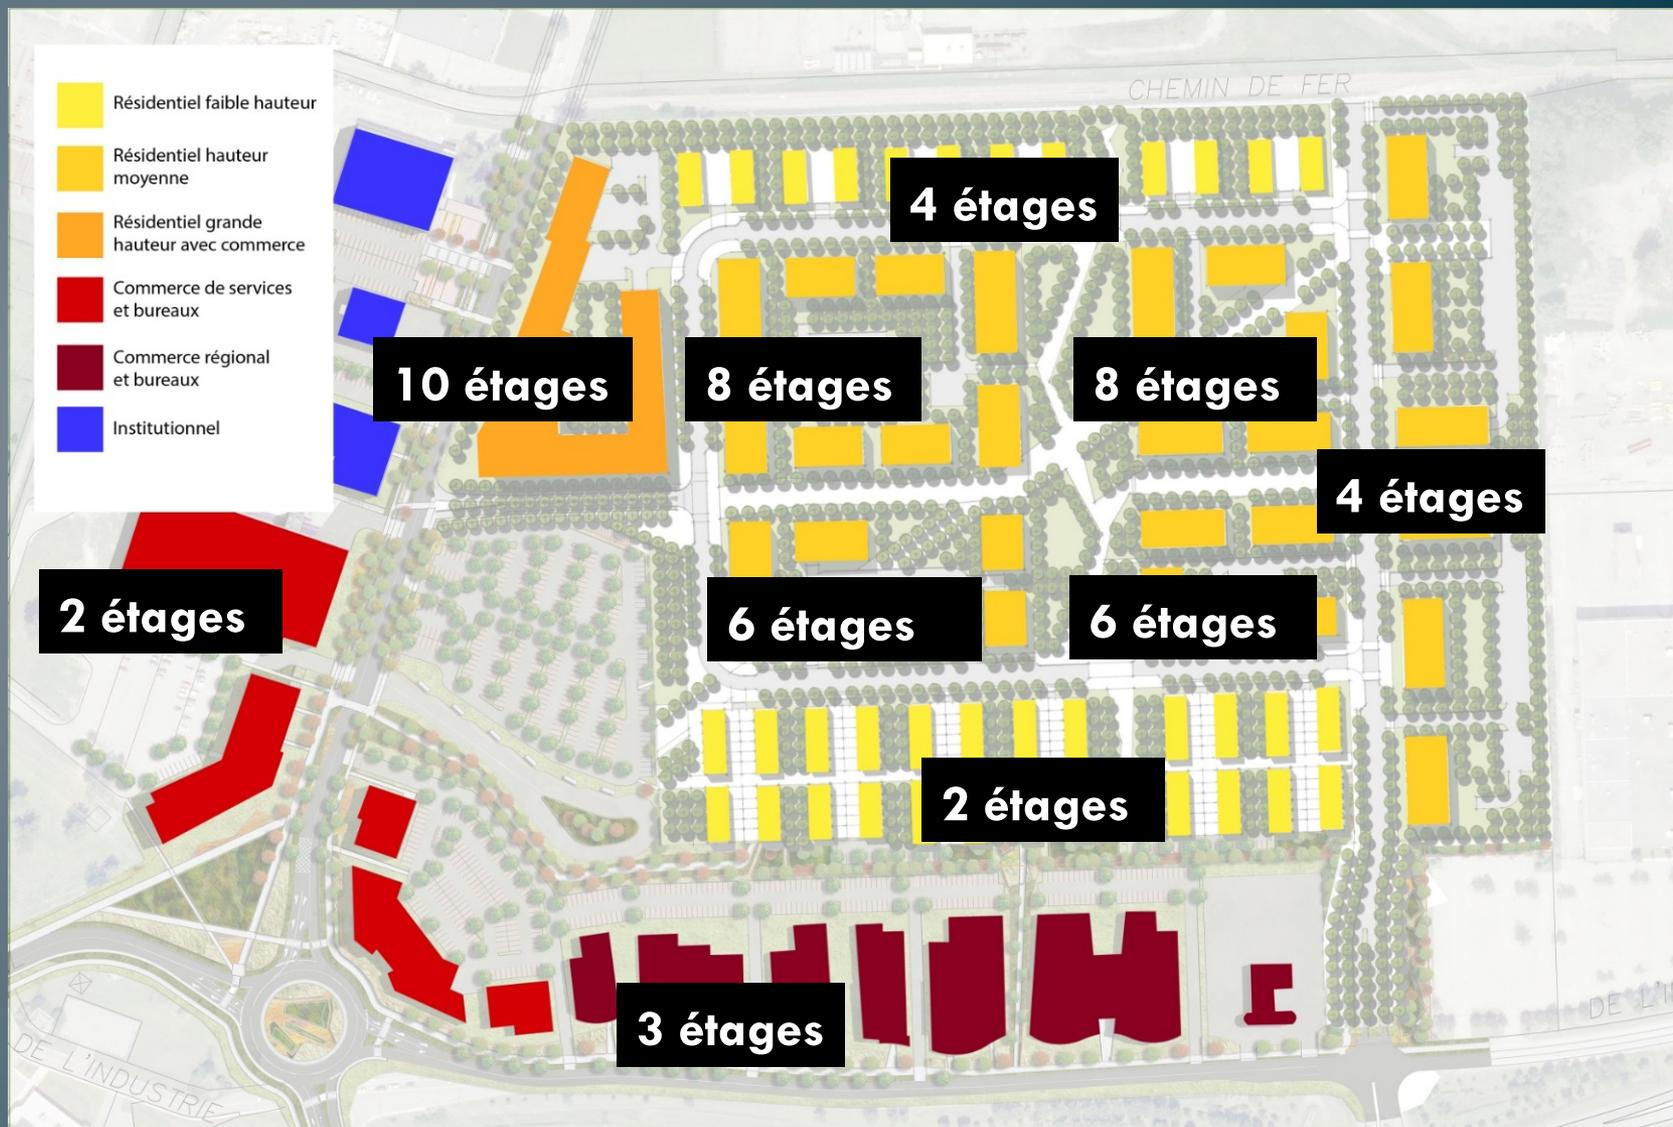 CHEMIN DE FER
Résidentiel faible hauteur
Résidentiel hauteur
moyenne
Résidentiel grande
hauteur avec commerce
Commerce de services
et bureaux
Commerce régional
et bureaux
Institutionnel
4 étages
10 étages
8 étages
8 étages
4 étages
2 étages
6 étages
6 étages
2 étages
3 étages
DE L'INDUSTRIE
DE L'I